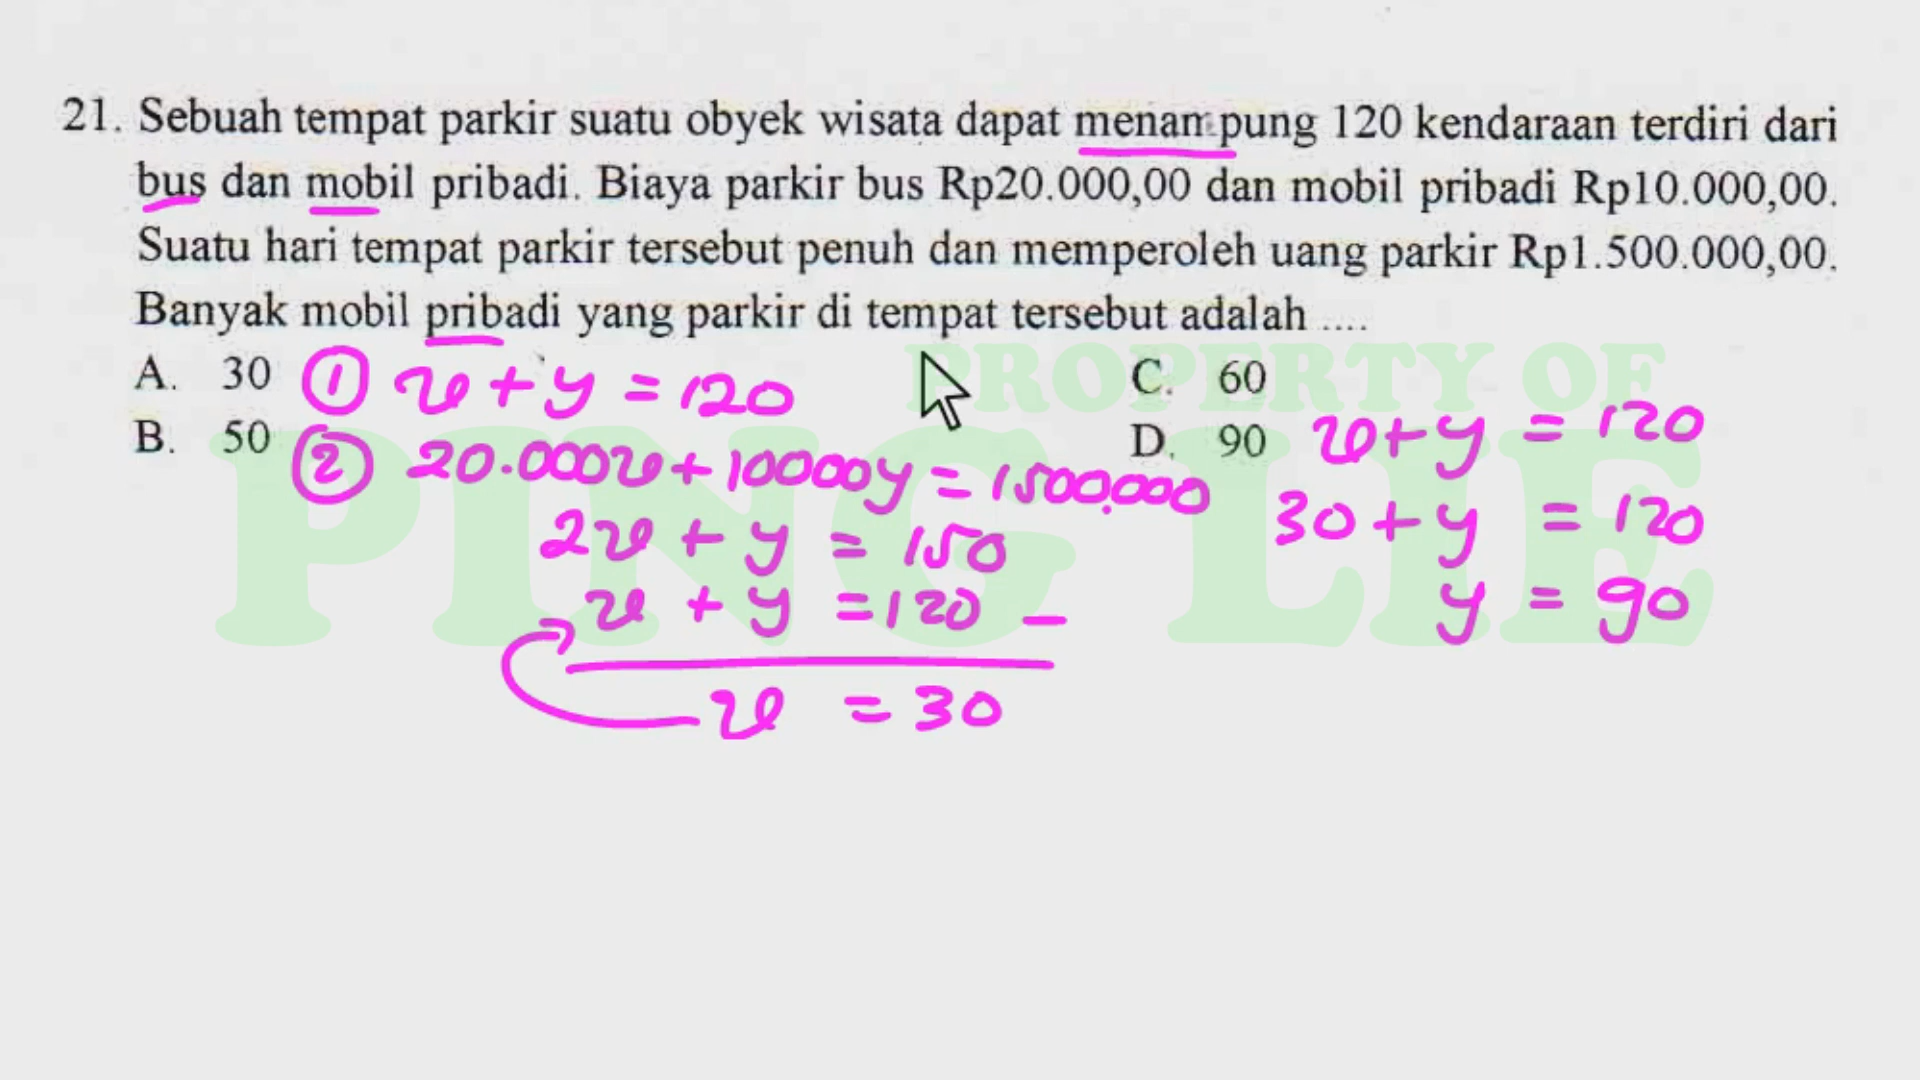 21. Sebuah tempat parkir suatu obyek wisata dapat menampung 120 kendaraan terdiri dari
bus dan mobil pribadi. Biaya parkir bus Rp20.000,00 dan mobil pribadi Rp10.000,00.
Suatu hari tempat parkir tersebut penuh dan memperoleh uang parkir Rp1.500.000,00.
Banyak mobil pribadi yang parkir di tempat tersebut adalah ....
A. 30
B. 50
C. 60
D. 90
① x + y = 120
② 20.000x + 10000y = 1500.000
2x + y = 150
x + y = 120 −
x = 30
x + y = 120
30 + y = 120
y = 90
PROPERTY OF
PING LIE